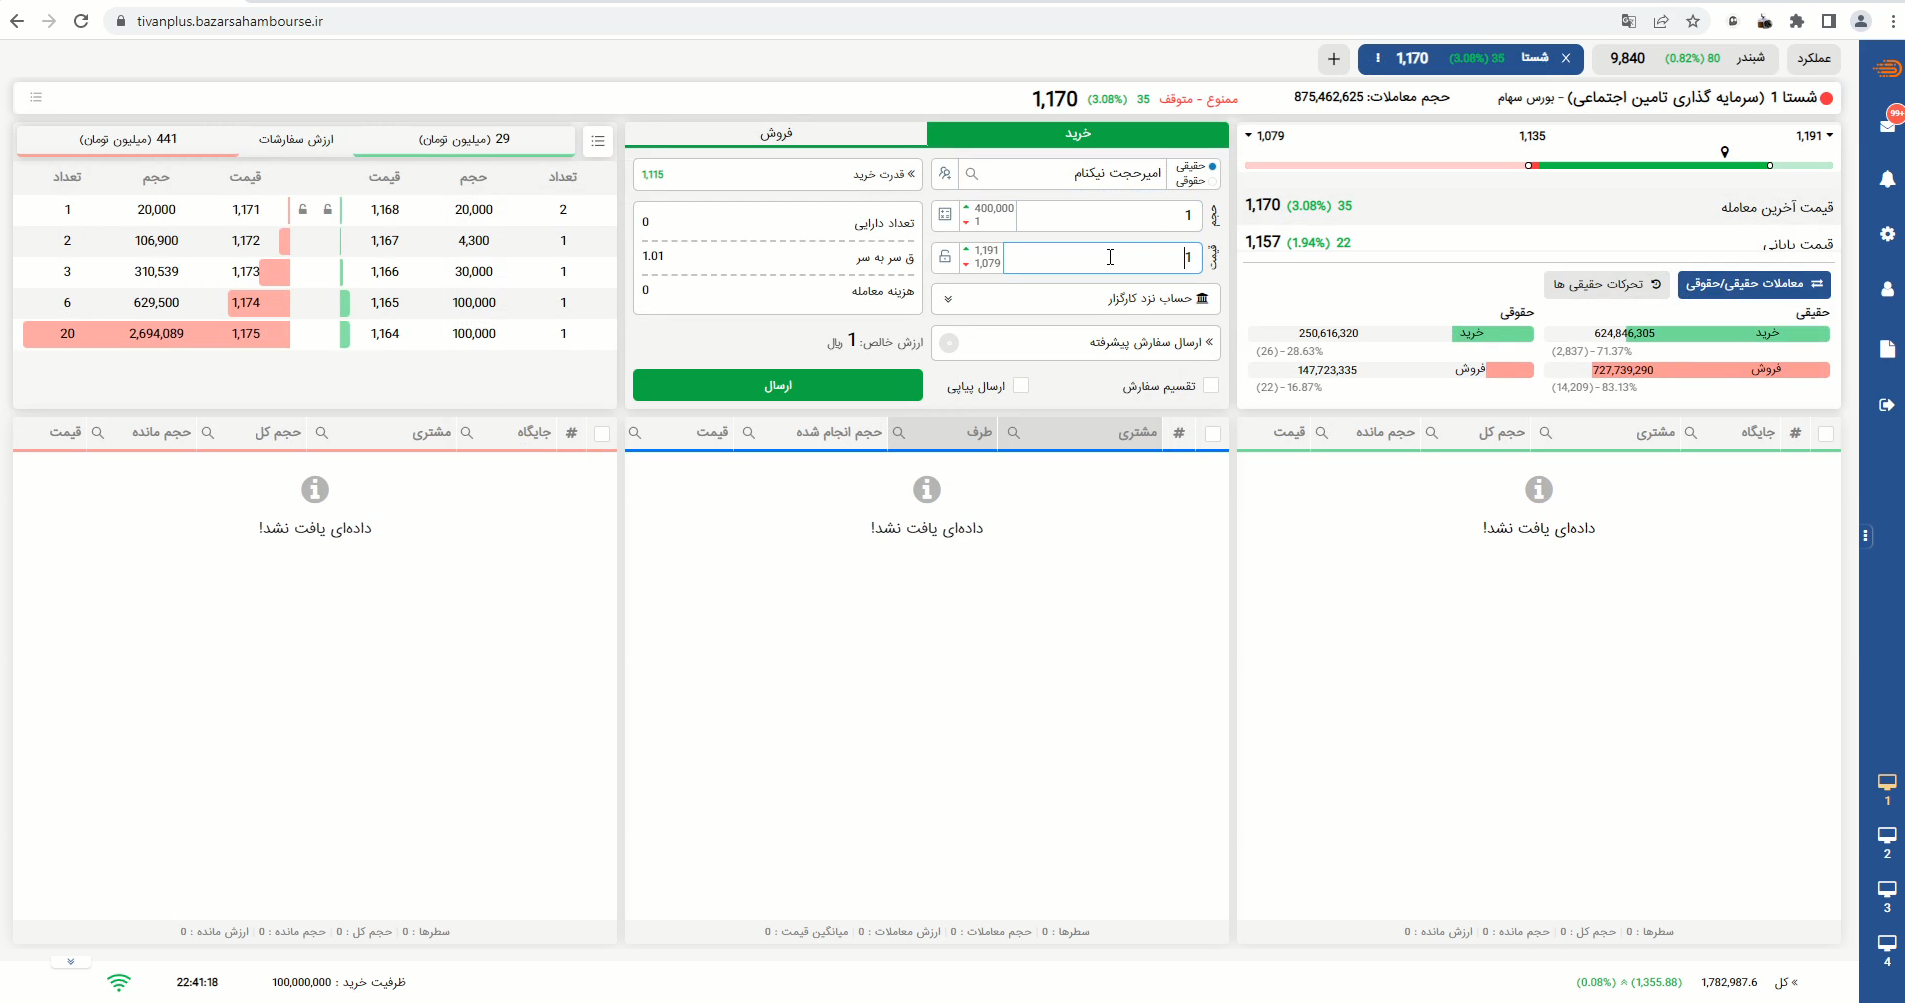 tivanplus.bazarsahambourse.ir
عملکرد
شبندر 80 (0.82%) 9,840
X شستا 35 (3.08%) 1,170
+
99+
شستا 1 (سرمایه گذاری تامین اجتماعی) – بورس سهام
حجم معاملات: 875,462,625
ممنوع - متوقف 35 (3.08%) 1,170
1,191 1,135 1,079
قیمت آخرین معامله 35 (3.08%) 1,170
قیمت پایانی 22 (1.94%) 1,157
معاملات حقیقی/حقوقی
تحرکات حقیقی ها
حقیقی
خرید 624,846,305
(2,837) – 71.37%
فروش 727,739,290
(14,209) – 83.13%
حقوقی
خرید 250,616,320
(26) – 28.63%
فروش 147,723,335
(22) – 16.87%
خرید
فروش
حقیقی
حقوقی
امیرحجت نیکنام
حجم
1
400,000
1
قیمت
1
1,191
1,079
حساب نزد کارگزار
« ارسال سفارش پیشرفته
تقسیم سفارش
ارسال پیاپی
« قدرت خرید 1,115
تعداد دارایی 0
ق سر به سر 1.01
هزینه معامله 0
ارزش خالص: 1 ریال
ارسال
29 (میلیون تومان)
ارزش سفارشات
441 (میلیون تومان)
تعداد حجم قیمت قیمت حجم تعداد
2 20,000 1,168 1,171 20,000 1
1 4,300 1,167 1,172 106,900 2
1 30,000 1,166 1,173 310,539 3
1 100,000 1,165 1,174 629,500 6
1 100,000 1,164 1,175 2,694,089 20
# جایگاه مشتری حجم کل حجم مانده قیمت
داده‌ای یافت نشد!
سطرها : 0 | حجم کل : 0 | حجم مانده : 0 | ارزش مانده : 0
# مشتری طرف حجم انجام شده قیمت
داده‌ای یافت نشد!
سطرها : 0 | حجم معاملات : 0 | ارزش معاملات : 0 | میانگین قیمت : 0
# جایگاه مشتری حجم کل حجم مانده قیمت
داده‌ای یافت نشد!
سطرها : 0 | حجم کل : 0 | حجم مانده : 0 | ارزش مانده : 0
1
2
3
4
« کل 1,782,987.6 (1,355.88) (0.08%)
ظرفیت خرید : 100,000,000
22:41:18